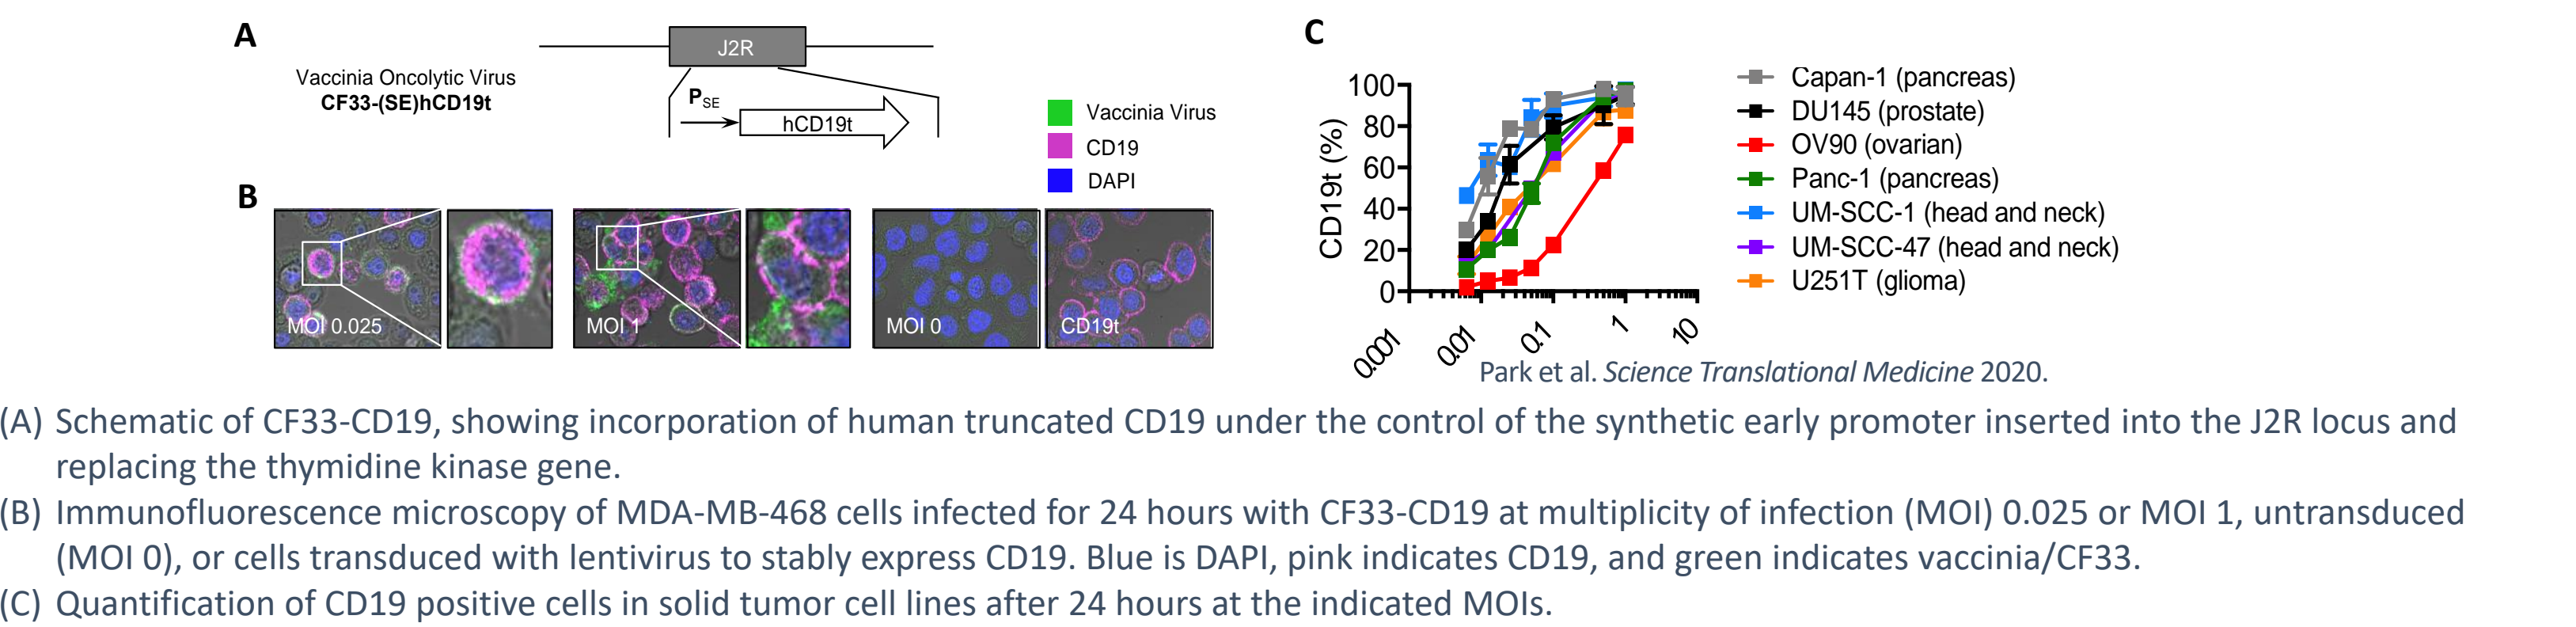 A
Vaccinia Oncolytic Virus
CF33-(SE)hCD19t
J2R
PSE
hCD19t
Vaccinia Virus
CD19
DAPI
B
MOI 0.025
MOI 1
MOI 0
CD19t
C
CD19t (%)
100
80
60
40
20
0
0.001
0.01
0.1
1
10
Capan-1 (pancreas)
DU145 (prostate)
OV90 (ovarian)
Panc-1 (pancreas)
UM-SCC-1 (head and neck)
UM-SCC-47 (head and neck)
U251T (glioma)
Park et al. Science Translational Medicine 2020.
(A) Schematic of CF33-CD19, showing incorporation of human truncated CD19 under the control of the synthetic early promoter inserted into the J2R locus and
replacing the thymidine kinase gene.
(B) Immunofluorescence microscopy of MDA-MB-468 cells infected for 24 hours with CF33-CD19 at multiplicity of infection (MOI) 0.025 or MOI 1, untransduced
(MOI 0), or cells transduced with lentivirus to stably express CD19. Blue is DAPI, pink indicates CD19, and green indicates vaccinia/CF33.
(C) Quantification of CD19 positive cells in solid tumor cell lines after 24 hours at the indicated MOIs.